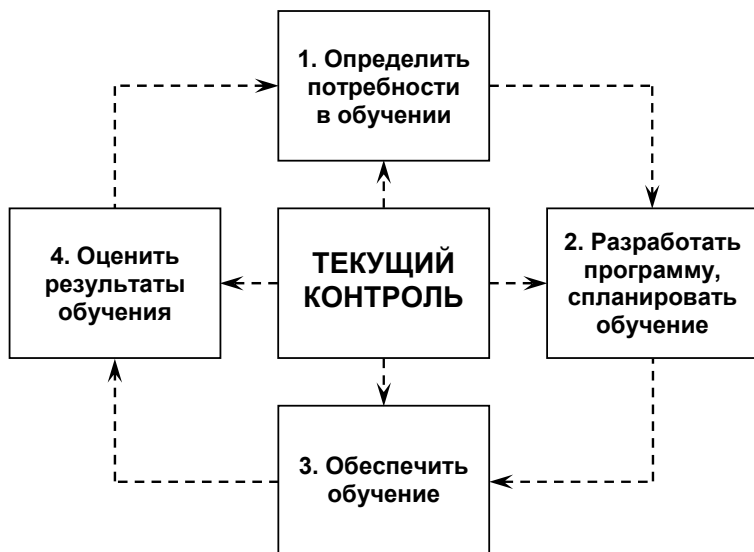 1. Определить
потребности
в обучении
4. Оценить
результаты
обучения
ТЕКУЩИЙ
КОНТРОЛЬ
2. Разработать
программу,
спланировать
обучение
3. Обеспечить
обучение